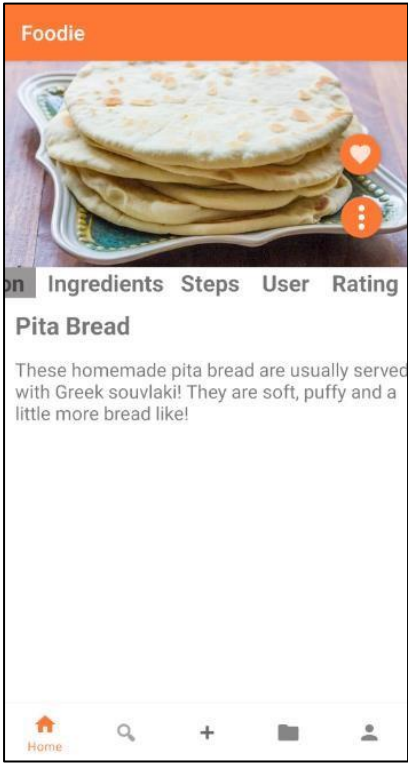 Foodie
on Ingredients Steps User Rating
Pita Bread
These homemade pita bread are usually served
with Greek souvlaki! They are soft, puffy and a
little more bread like!
Home